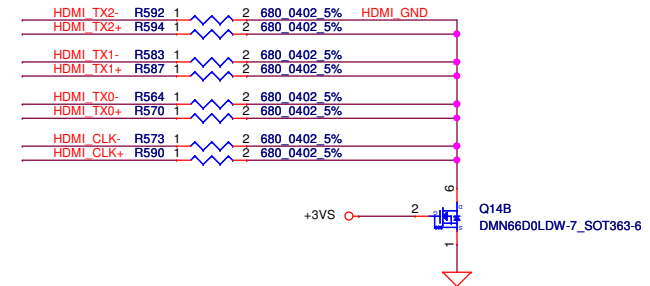 HDMI_TX2- R592 1 2 680_0402_5% HDMI_GND
HDMI_TX2+ R594 1 2 680_0402_5%
HDMI_TX1- R583 1 2 680_0402_5%
HDMI_TX1+ R587 1 2 680_0402_5%
HDMI_TX0- R564 1 2 680_0402_5%
HDMI_TX0+ R570 1 2 680_0402_5%
HDMI_CLK- R573 1 2 680_0402_5%
HDMI_CLK+ R590 1 2 680_0402_5%
6
+3VS 2 Q14B
DMN66D0LDW-7_SOT363-6
1